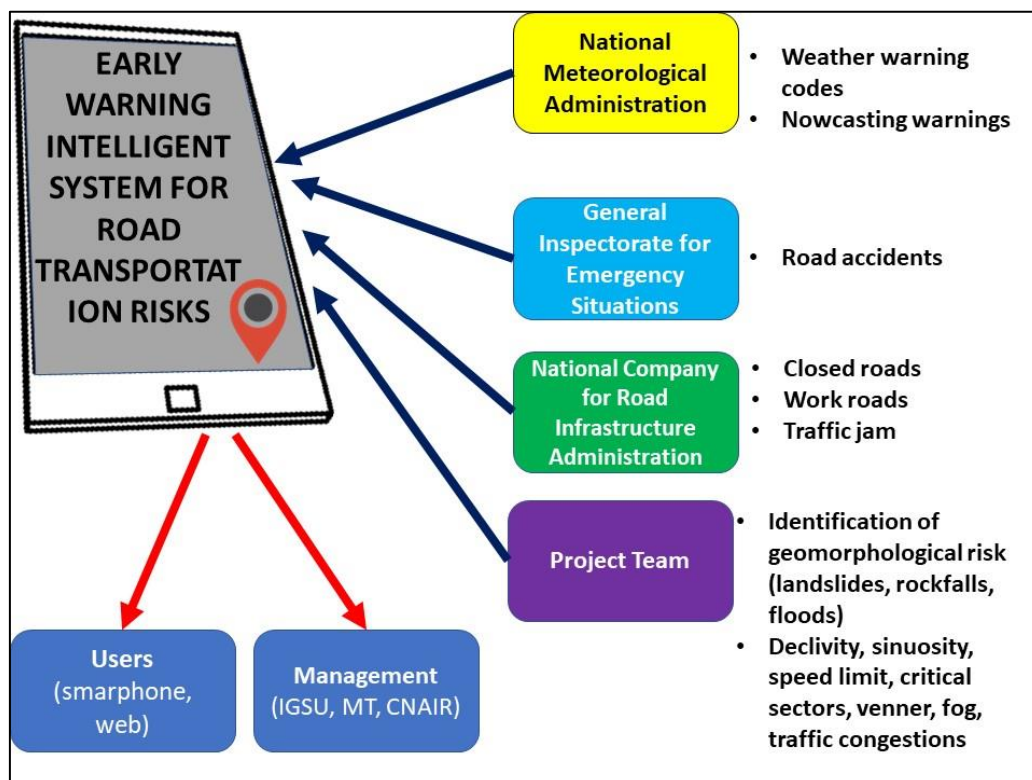 EARLY
WARNING
INTELLIGENT
SYSTEM FOR
ROAD
TRANSPORTAT
ION RISKS
National
Meteorological
Administration
• Weather warning
codes
• Nowcasting warnings
General
Inspectorate for
Emergency
Situations
• Road accidents
National Company
for Road
Infrastructure
Administration
• Closed roads
• Work roads
• Traffic jam
Project Team
• Identification of
geomorphological risk
(landslides, rockfalls,
floods)
• Declivity, sinuosity,
speed limit, critical
sectors, venner, fog,
traffic congestions
Users
(smarphone,
web)
Management
(IGSU, MT, CNAIR)